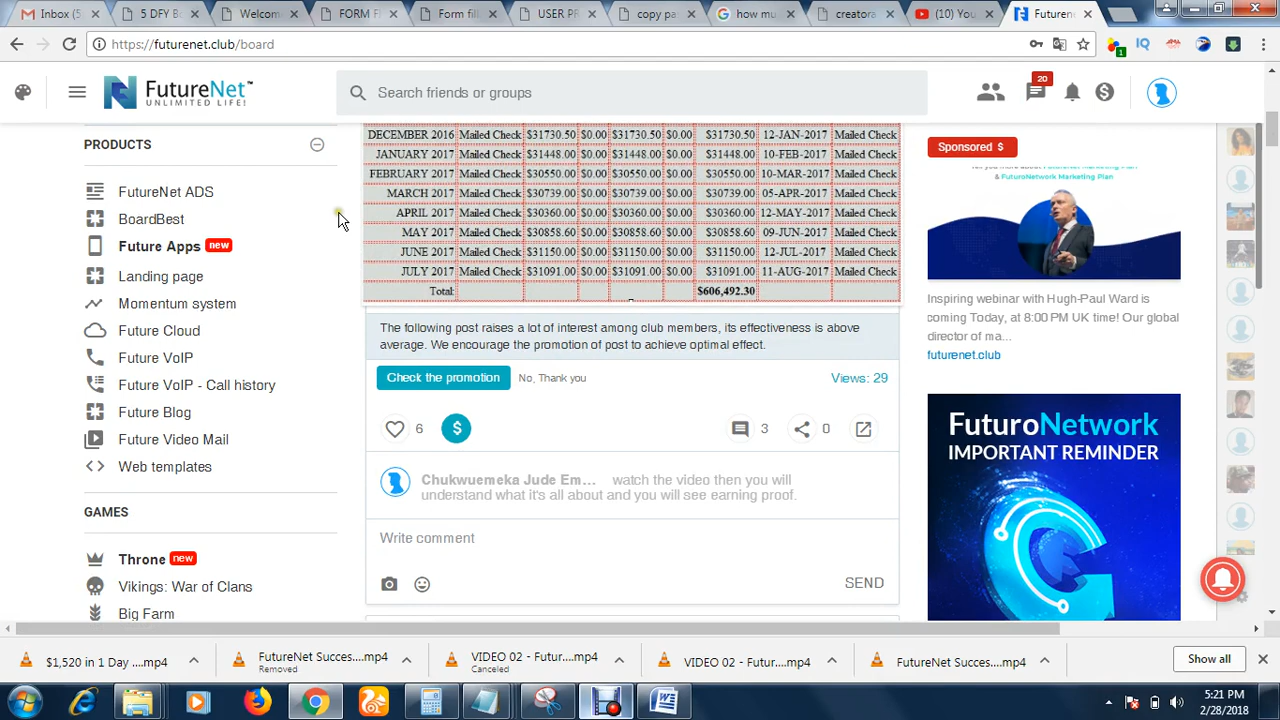 Inbox (5
5 DFY Bo
Welcom
FORM F
Form fill
USER PR
copy pa
how mu
creatora
(10) You
Futuren
https://futurenet.club/board
1
FutureNet™
UNLIMITED LIFE!
Search friends or groups
20
PRODUCTS
FutureNet ADS
BoardBest
Future Apps new
Landing page
Momentum system
Future Cloud
Future VoIP
Future VoIP - Call history
Future Blog
Future Video Mail
Web templates
GAMES
Throne new
Vikings: War of Clans
Big Farm
DECEMBER 2016 Mailed Check $31730.50 $0.00 $31730.50 $0.00 $31730.50 12-JAN-2017 Mailed Check
JANUARY 2017 Mailed Check $31448.00 $0.00 $31448.00 $0.00 $31448.00 10-FEB-2017 Mailed Check
FEBRUARY 2017 Mailed Check $30550.00 $0.00 $30550.00 $0.00 $30550.00 10-MAR-2017 Mailed Check
MARCH 2017 Mailed Check $30739.00 $0.00 $30739.00 $0.00 $30739.00 05-APR-2017 Mailed Check
APRIL 2017 Mailed Check $30360.00 $0.00 $30360.00 $0.00 $30360.00 12-MAY-2017 Mailed Check
MAY 2017 Mailed Check $30858.60 $0.00 $30858.60 $0.00 $30858.60 09-JUN-2017 Mailed Check
JUNE 2017 Mailed Check $31150.00 $0.00 $31150.00 $0.00 $31150.00 12-JUL-2017 Mailed Check
JULY 2017 Mailed Check $31091.00 $0.00 $31091.00 $0.00 $31091.00 11-AUG-2017 Mailed Check
Total: $606,492.30
The following post raises a lot of interest among club members, its effectiveness is above
average. We encourage the promotion of post to achieve optimal effect.
Check the promotion No, Thank you Views: 29
6 $ 3 0
Chukwuemeka Jude Em... watch the video then you will
understand what it's all about and you will see earning proof.
Write comment
SEND
Sponsored $
& FuturoNetwork Marketing Plan
Inspiring webinar with Hugh-Paul Ward is
coming Today, at 8:00 PM UK time! Our global
director of ma...
futurenet.club
FuturoNetwork
IMPORTANT REMINDER
$1,520 in 1 Day ....mp4
FutureNet Succes....mp4
Removed
VIDEO 02 - Futur....mp4
Canceled
VIDEO 02 - Futur....mp4
FutureNet Succes....mp4
Show all
5:21 PM
2/28/2018